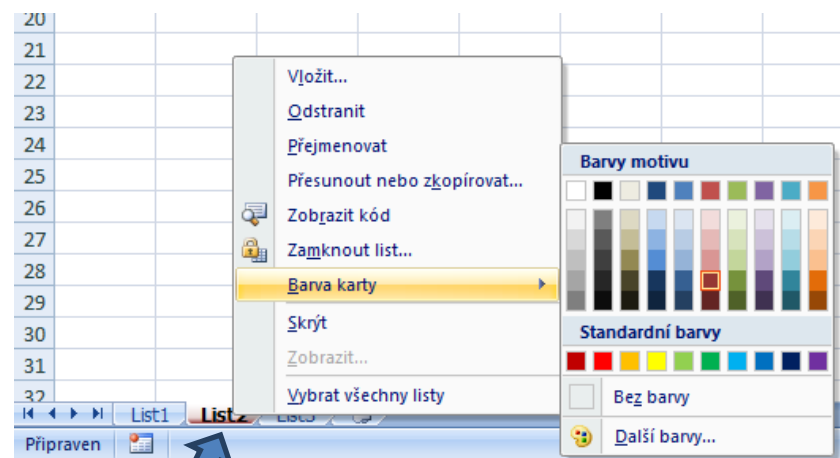 20
21
22
23
24
25
26
27
28
29
30
31
32
Vložit...
Odstranit
Přejmenovat
Přesunout nebo zkopírovat...
Zobrazit kód
Zamknout list...
Barva karty
Skrýt
Zobrazit...
Vybrat všechny listy
Barvy motivu
Standardní barvy
Bez barvy
Další barvy...
List1 List2 List3
Připraven